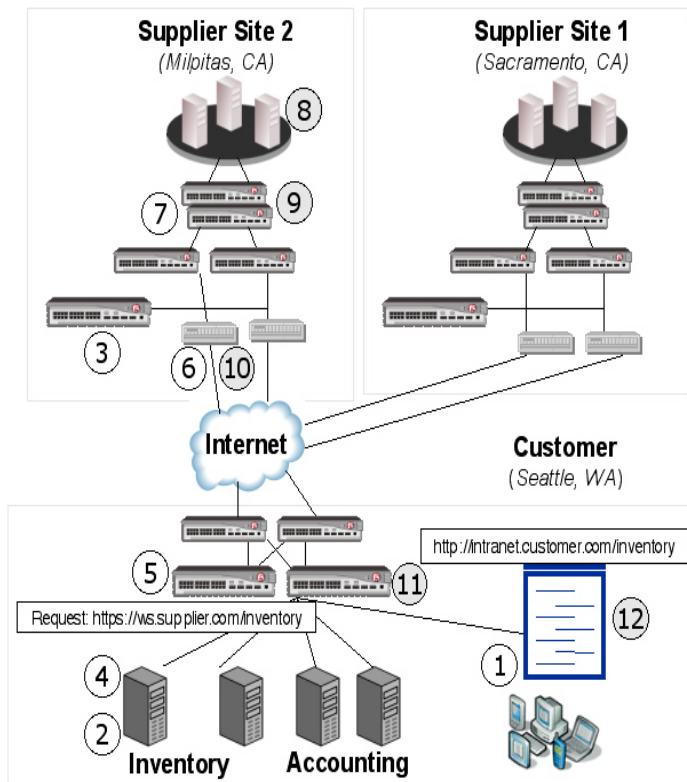 Supplier Site 2
(Milpitas, CA)
Supplier Site 1
(Sacramento, CA)
8
7
9
3
6
10
Internet
Customer
(Seattle, WA)
http://intranet.customer.com/inventory
5
11
Request: https://ws.supplier.com/inventory
12
1
4
2
Inventory
Accounting